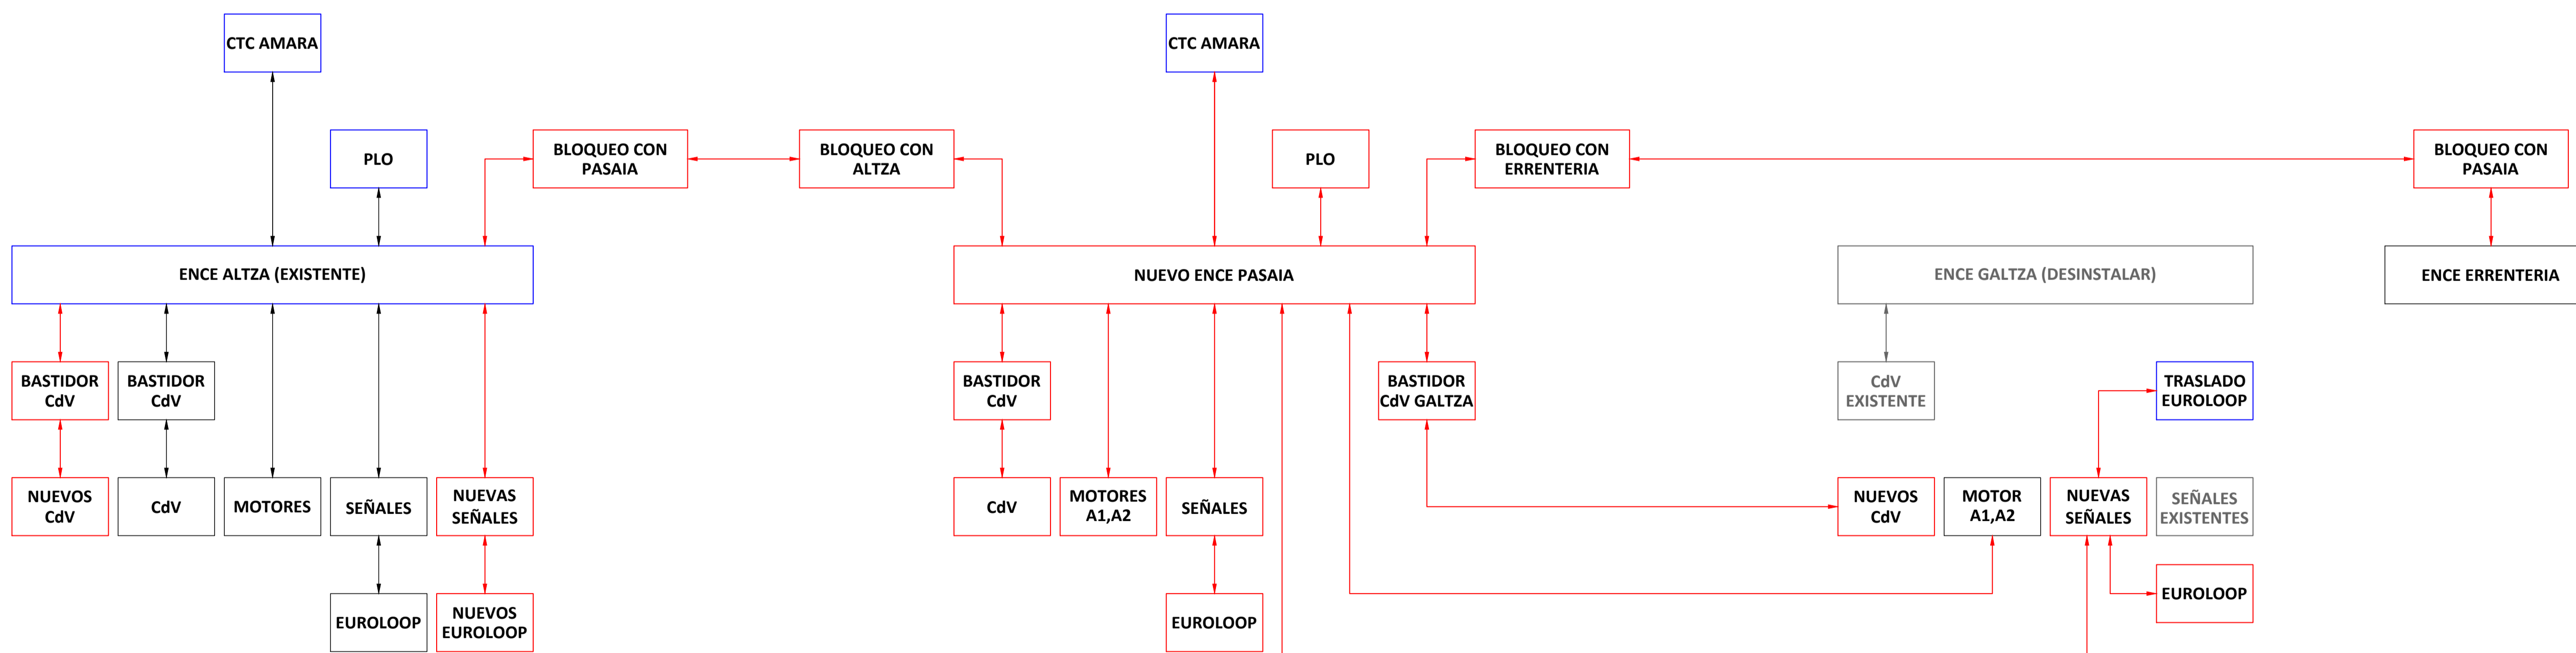 CTC AMARA
CTC AMARA
PLO
BLOQUEO CON
PASAIA
BLOQUEO CON
ALTZA
PLO
BLOQUEO CON
ERRENTERIA
BLOQUEO CON
PASAIA
ENCE ALTZA (EXISTENTE)
NUEVO ENCE PASAIA
ENCE GALTZA (DESINSTALAR)
ENCE ERRENTERIA
BASTIDOR
CdV
BASTIDOR
CdV
BASTIDOR
CdV
BASTIDOR
CdV GALTZA
CdV
EXISTENTE
TRASLADO
EUROLOOP
NUEVOS
CdV
CdV
MOTORES
SEÑALES
NUEVAS
SEÑALES
CdV
MOTORES
A1,A2
SEÑALES
NUEVOS
CdV
MOTOR
A1,A2
NUEVAS
SEÑALES
SEÑALES
EXISTENTES
EUROLOOP
NUEVOS
EUROLOOP
EUROLOOP
EUROLOOP